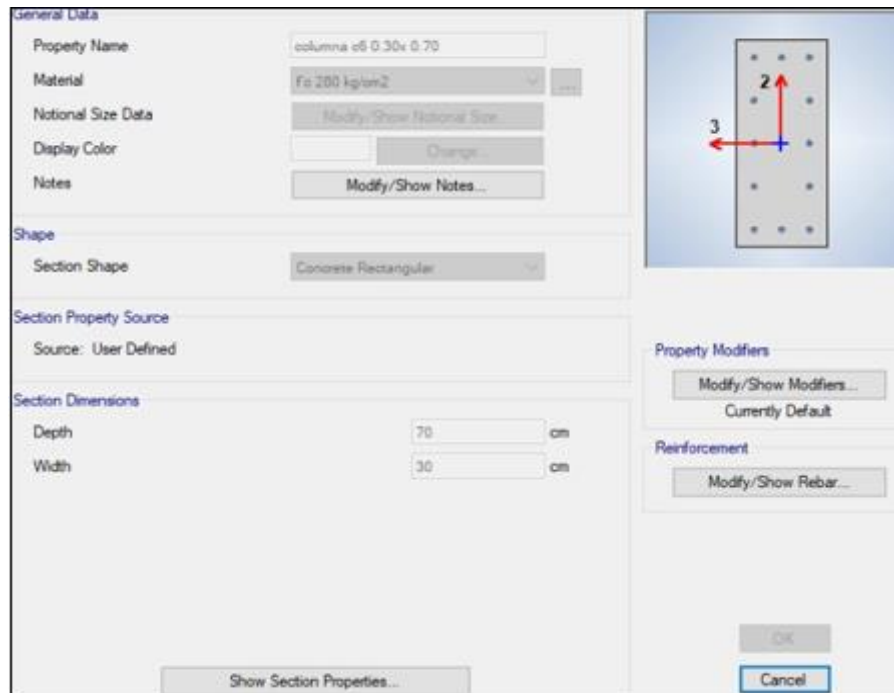 General Data
Property Name columna c6 0.30x 0.70
Material Fc 280 kg/cm2 ...
Notional Size Data Modify/Show Notional Size...
Display Color Change...
Notes Modify/Show Notes...
2
3
Shape
Section Shape Concrete Rectangular
Section Property Source
Source: User Defined
Property Modifiers
Modify/Show Modifiers...
Currently Default
Section Dimensions
Depth 70 cm
Width 30 cm
Reinforcement
Modify/Show Rebar...
OK
Show Section Properties... Cancel